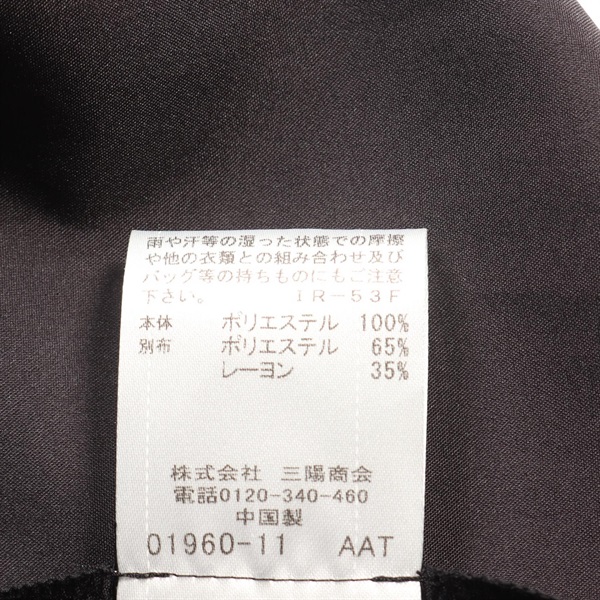 雨や汗等の湿った状態での摩擦
や他の衣類との組み合わせ及び
バッグ等の持ちものにもご注意
下さい。 IR-53F
本体 ポリエステル 100%
別布 ポリエステル 65%
レーヨン 35%
株式会社 三陽商会
電話0120-340-460
中国製
01960-11 AAT